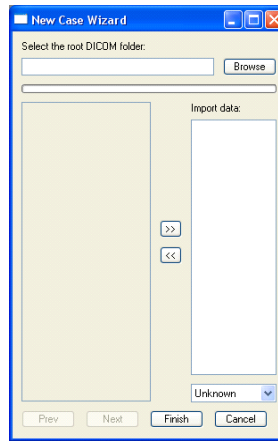 New Case Wizard
Select the root DICOM folder:
Browse
Import data:
>>
<<
Unknown
Prev
Next
Finish
Cancel